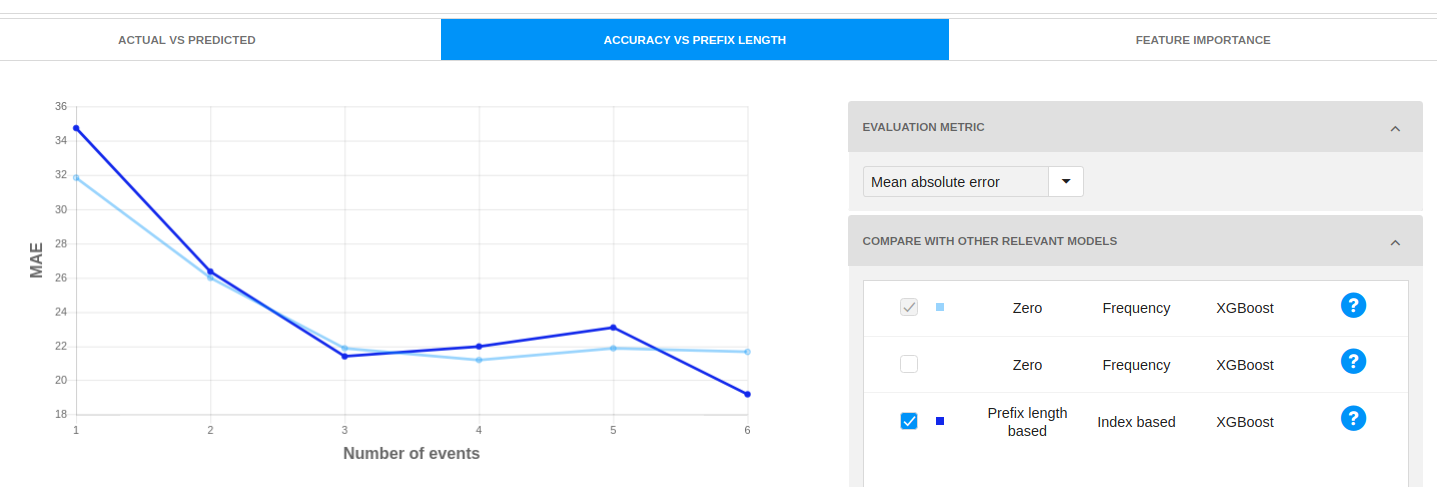 ACTUAL VS PREDICTED
ACCURACY VS PREFIX LENGTH
FEATURE IMPORTANCE
36
34
32
30
28
26
24
22
20
18
MAE
1
2
3
4
5
6
Number of events
EVALUATION METRIC
Mean absolute error
COMPARE WITH OTHER RELEVANT MODELS
Zero Frequency XGBoost ?
Zero Frequency XGBoost ?
Prefix length
based
Index based XGBoost ?